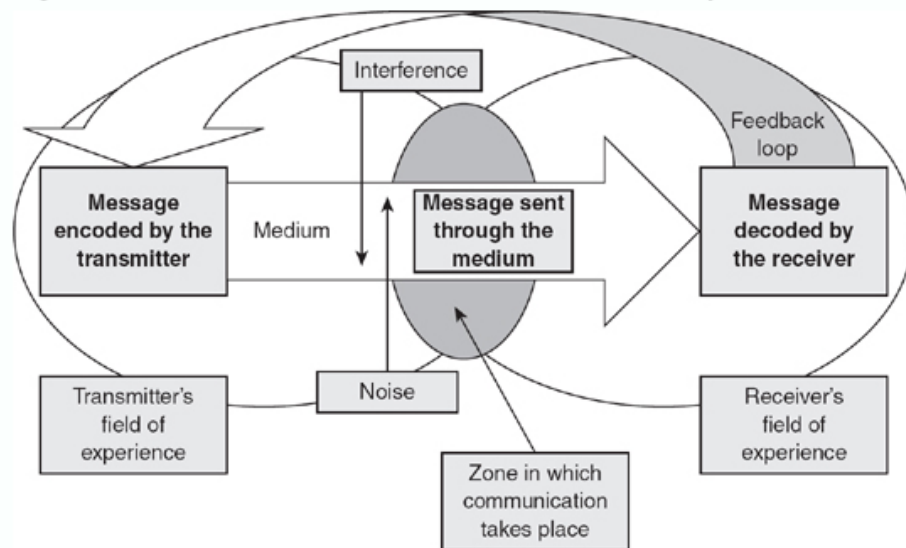 Interference
Feedback
loop
Message
encoded by the
transmitter
Medium
Message sent
through the
medium
Message
decoded by
the receiver
Transmitter's
field of
experience
Noise
Receiver's
field of
experience
Zone in which
communication
takes place